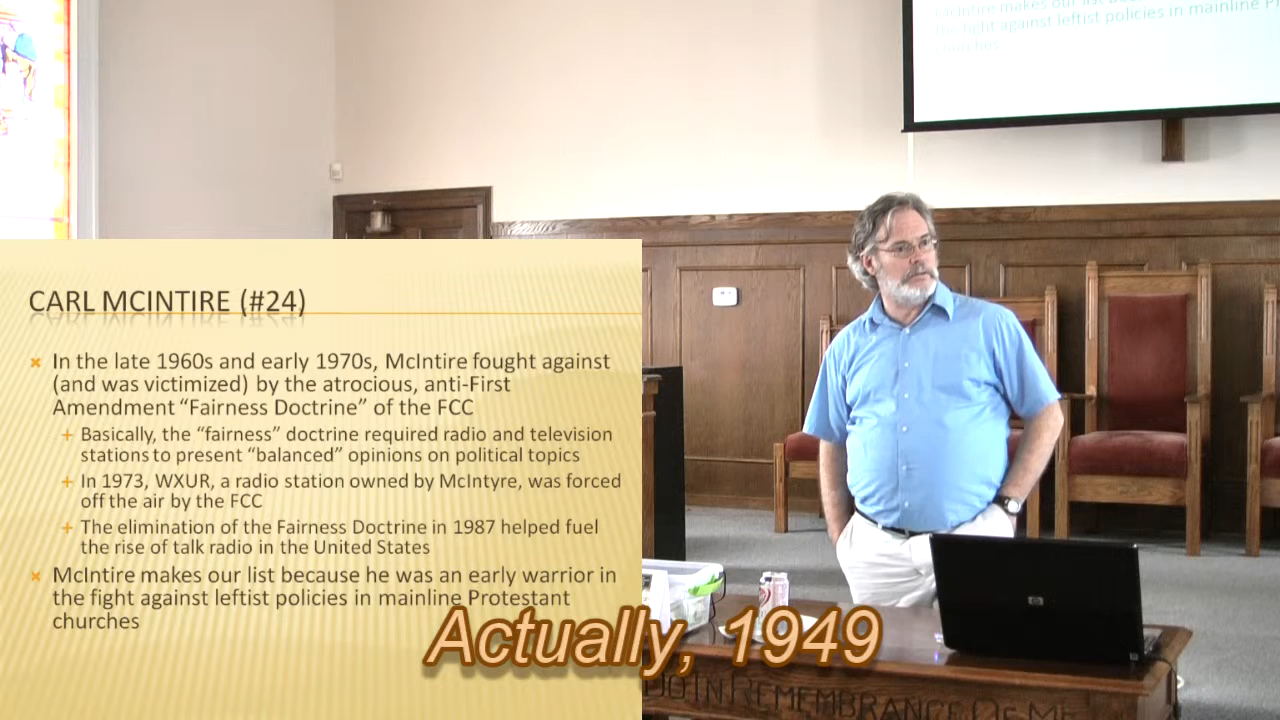 McIntire makes our list
the fight against leftist policies in mainline
churches
CARL MCINTIRE (#24)
In the late 1960s and early 1970s, McIntire fought against
(and was victimized) by the atrocious, anti-First
Amendment “Fairness Doctrine” of the FCC
Basically, the “fairness” doctrine required radio and television
stations to present “balanced” opinions on political topics
In 1973, WXUR, a radio station owned by McIntyre, was forced
off the air by the FCC
The elimination of the Fairness Doctrine in 1987 helped fuel
the rise of talk radio in the United States
McIntire makes our list because he was an early warrior in
the fight against leftist policies in mainline Protestant
churches
Actually, 1949
DO IN REMEMBRANCE OF
hp